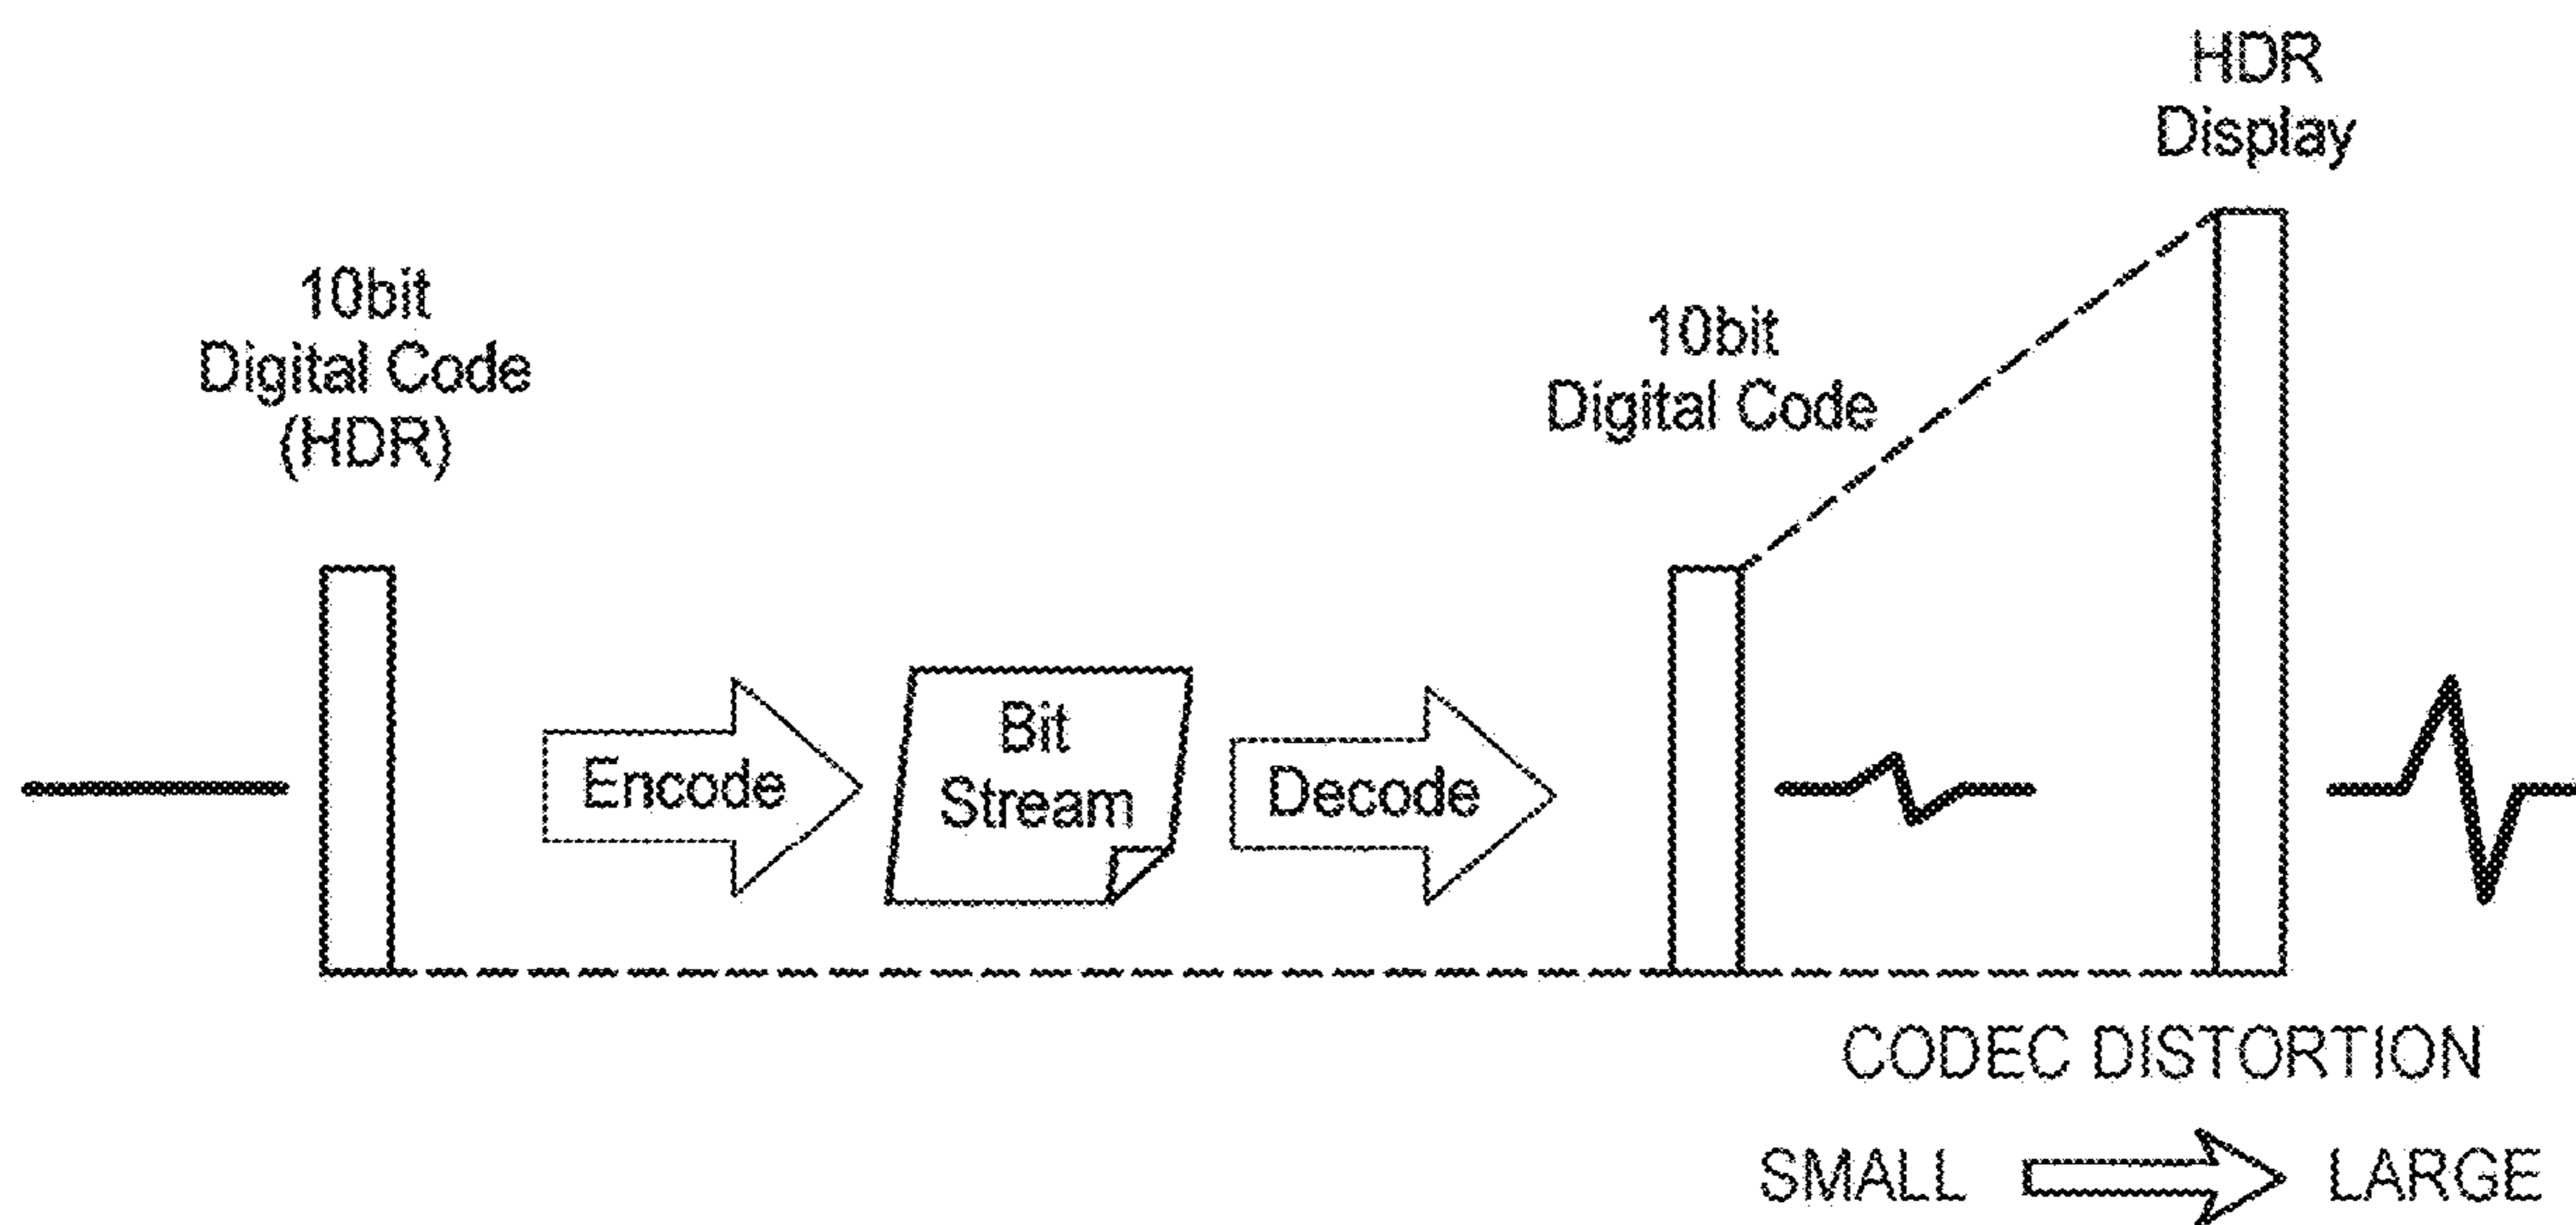 HDR
Display
10bit
Digital Code
(HDR)
10bit
Digital Code
Encode
Bit
Stream
Decode
CODEC DISTORTION
SMALL
LARGE